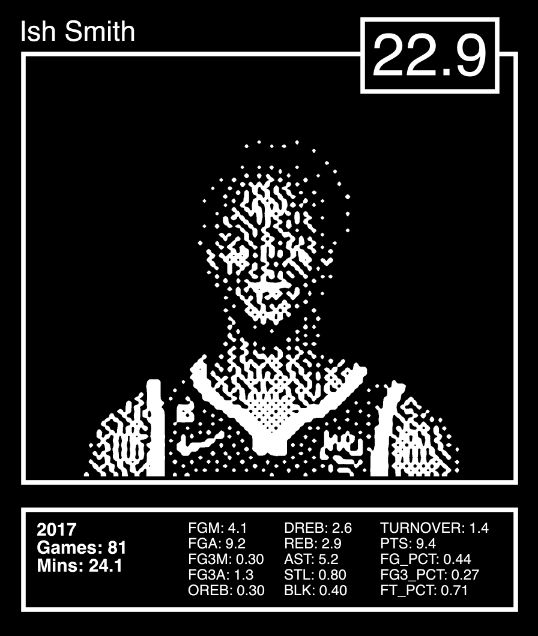 Ish Smith
22.9
2017
Games: 81
Mins: 24.1
FGM: 4.1
FGA: 9.2
FG3M: 0.30
FG3A: 1.3
OREB: 0.30
DREB: 2.6
REB: 2.9
AST: 5.2
STL: 0.80
BLK: 0.40
TURNOVER: 1.4
PTS: 9.4
FG_PCT: 0.44
FG3_PCT: 0.27
FT_PCT: 0.71